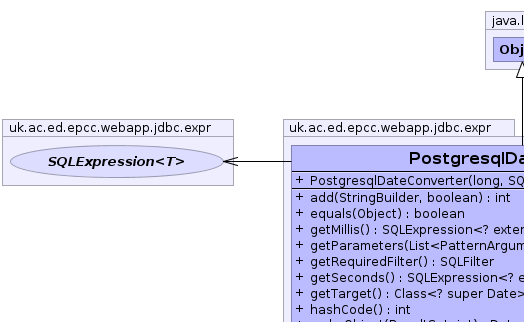 java.l
Obj
uk.ac.ed.epcc.webapp.jdbc.expr
uk.ac.ed.epcc.webapp.jdbc.expr
SQLExpression<T>
PostgresqlDa
+ PostgresqlDateConverter(long, SQ
+ add(StringBuilder, boolean) : int
+ equals(Object) : boolean
+ getMillis() : SQLExpression<? exter
+ getParameters(List<PatternArgum
+ getRequiredFilter() : SQLFilter
+ getSeconds() : SQLExpression<? e
+ getTarget() : Class<? super Date>
+ hashCode() : int